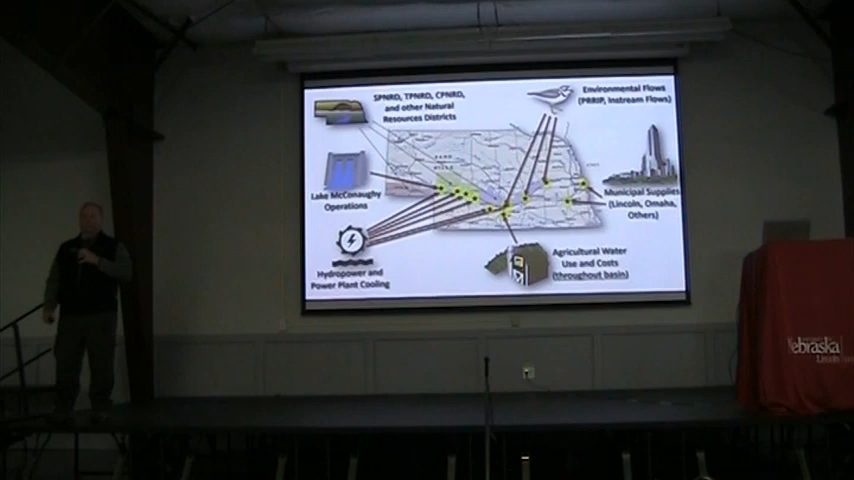 SPNRD, TPNRD, CPNRD,
and other Natural
Resources Districts
Environmental Flows
(PRRIP, Instream Flows)
Lake McConaughy
Operations
Municipal Supplies
(Lincoln, Omaha,
Others)
Hydropower and
Power Plant Cooling
Agricultural Water
Use and Costs
(throughout basin)
Nebraska
Lincoln